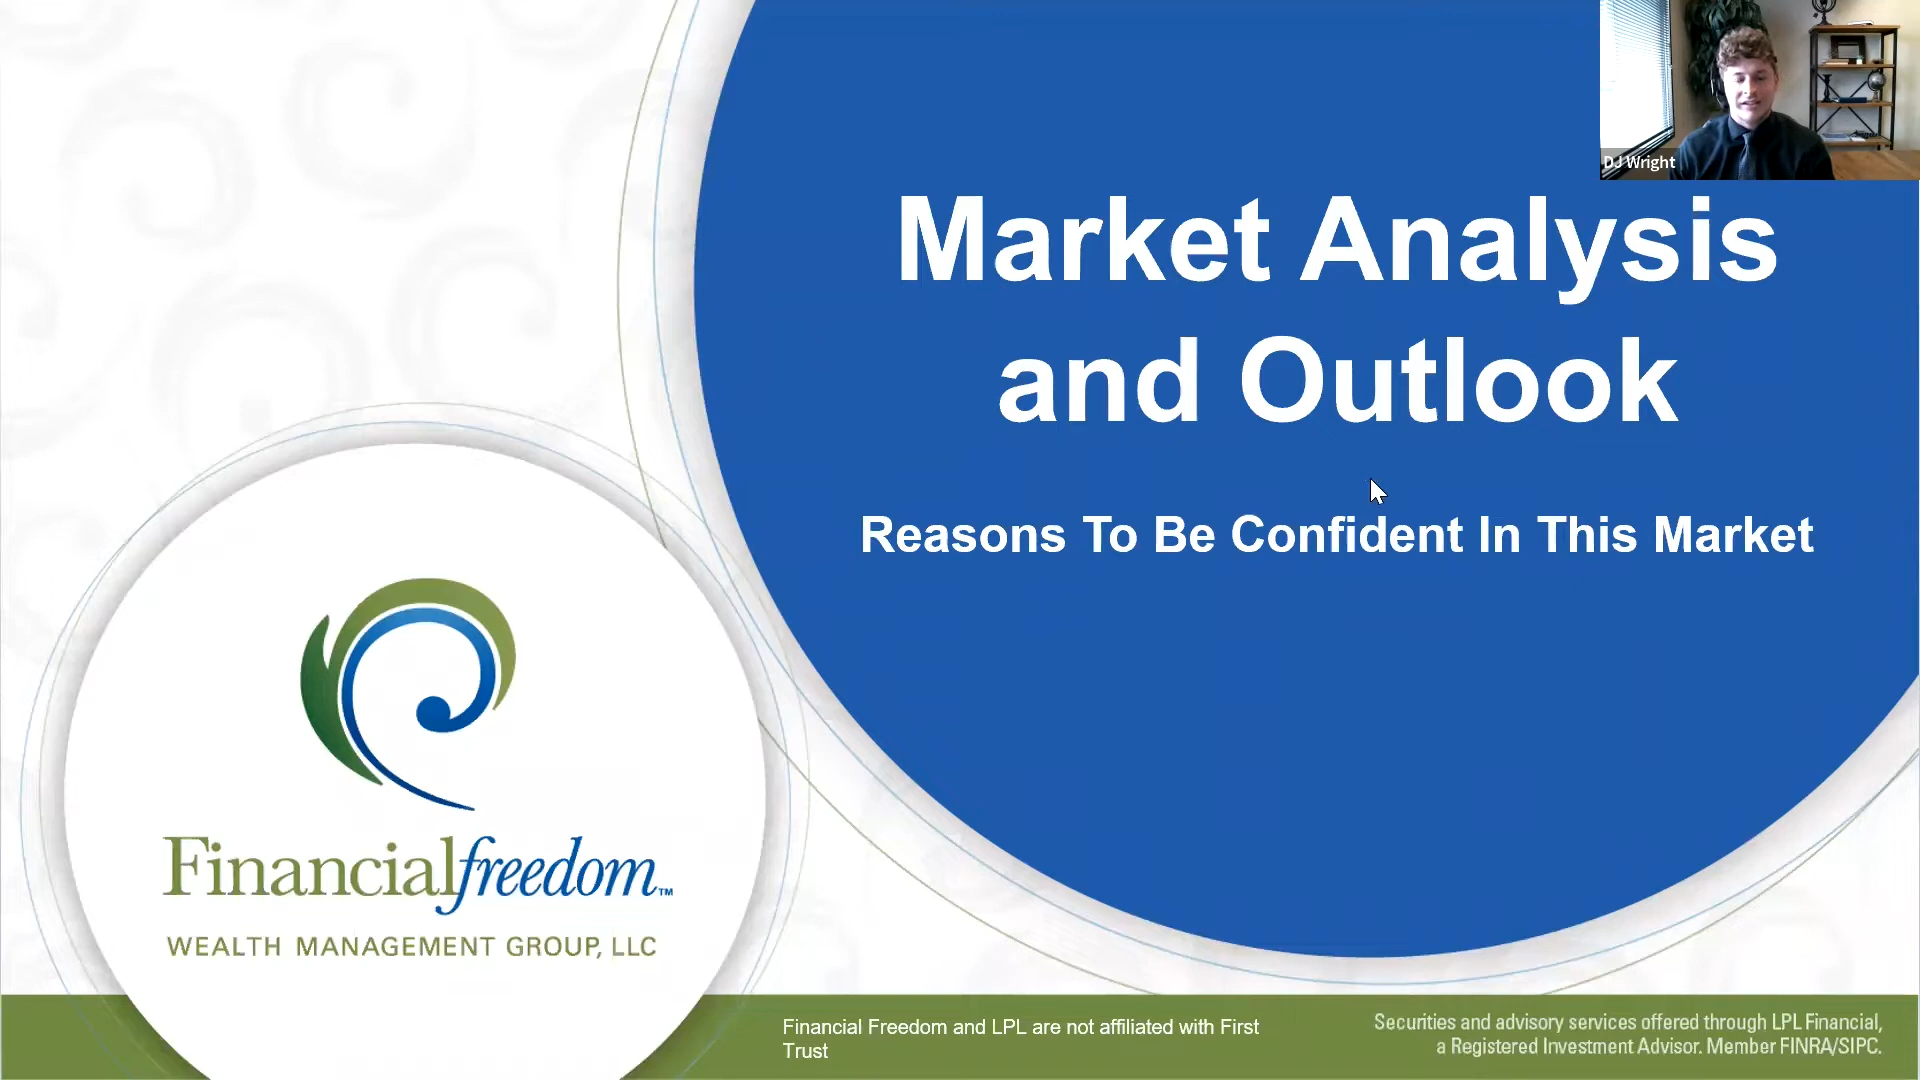 DJ Wright
Market Analysis
and Outlook
Reasons To Be Confident In This Market
Financialfreedom™
WEALTH MANAGEMENT GROUP, LLC
Financial Freedom and LPL are not affiliated with First
Trust
Securities and advisory services offered through LPL Financial,
a Registered Investment Advisor. Member FINRA/SIPC.